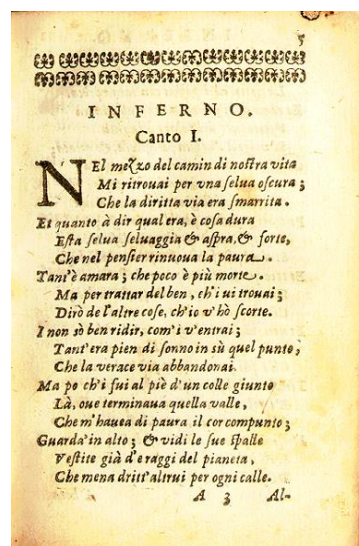 5
INFERNO.
Canto I.
NEl mezzo del camin di noſtra vita
Mi ritrouai per vna ſelua oſcura;
Che la diritta via era ſmarrita.
Et quanto à dir qual era, è coſa dura
Eſta ſelua ſeluaggia & aſpra, & forte,
Che nel penſier rinuoua la paura.
Tant'è amara; che poco è più morte.
Ma per trattar del ben, ch'i ui trouai;
Dirò de l'altre coſe, ch'io v'hò ſcorte.
I non sò ben ridir, com'i v'entrai;
Tant'era pien di ſonno in sù quel punto,
Che la verace via abbandonai.
Ma po ch'i fui al piè d'un colle giunto
Là, oue terminaua quella valle,
Che m'hauea di paura il cor compunto;
Guarda'in alto; & vidi le ſue ſpalle
Veſtite già d'e raggi del pianeta,
Che mena dritt'altrui per ogni calle.
A 3 Al-